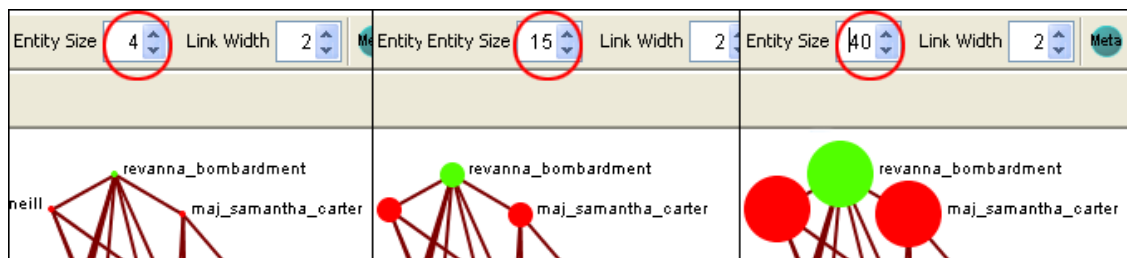 Entity Size 4 Link Width 2 Me Entity Entity Size 15 Link Width 2 Entity Size 40 Link Width 2 Meta
revanna_bombardment revanna_bombardment revanna_bombardment
neill maj_samantha_carter maj_samantha_carter maj_samantha_carter